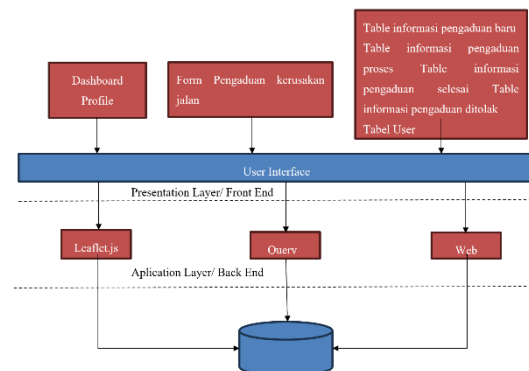 Dashboard
Profile
Form Pengaduan kerusakan
jalan
Table informasi pengaduan baru
Table informasi pengaduan
proses Table informasi
pengaduan selesai Table
informasi pengaduan ditolak
Tabel User
User Interface
Presentation Layer/ Front End
Leaflet.js
Query
Web
Aplication Layer/ Back End